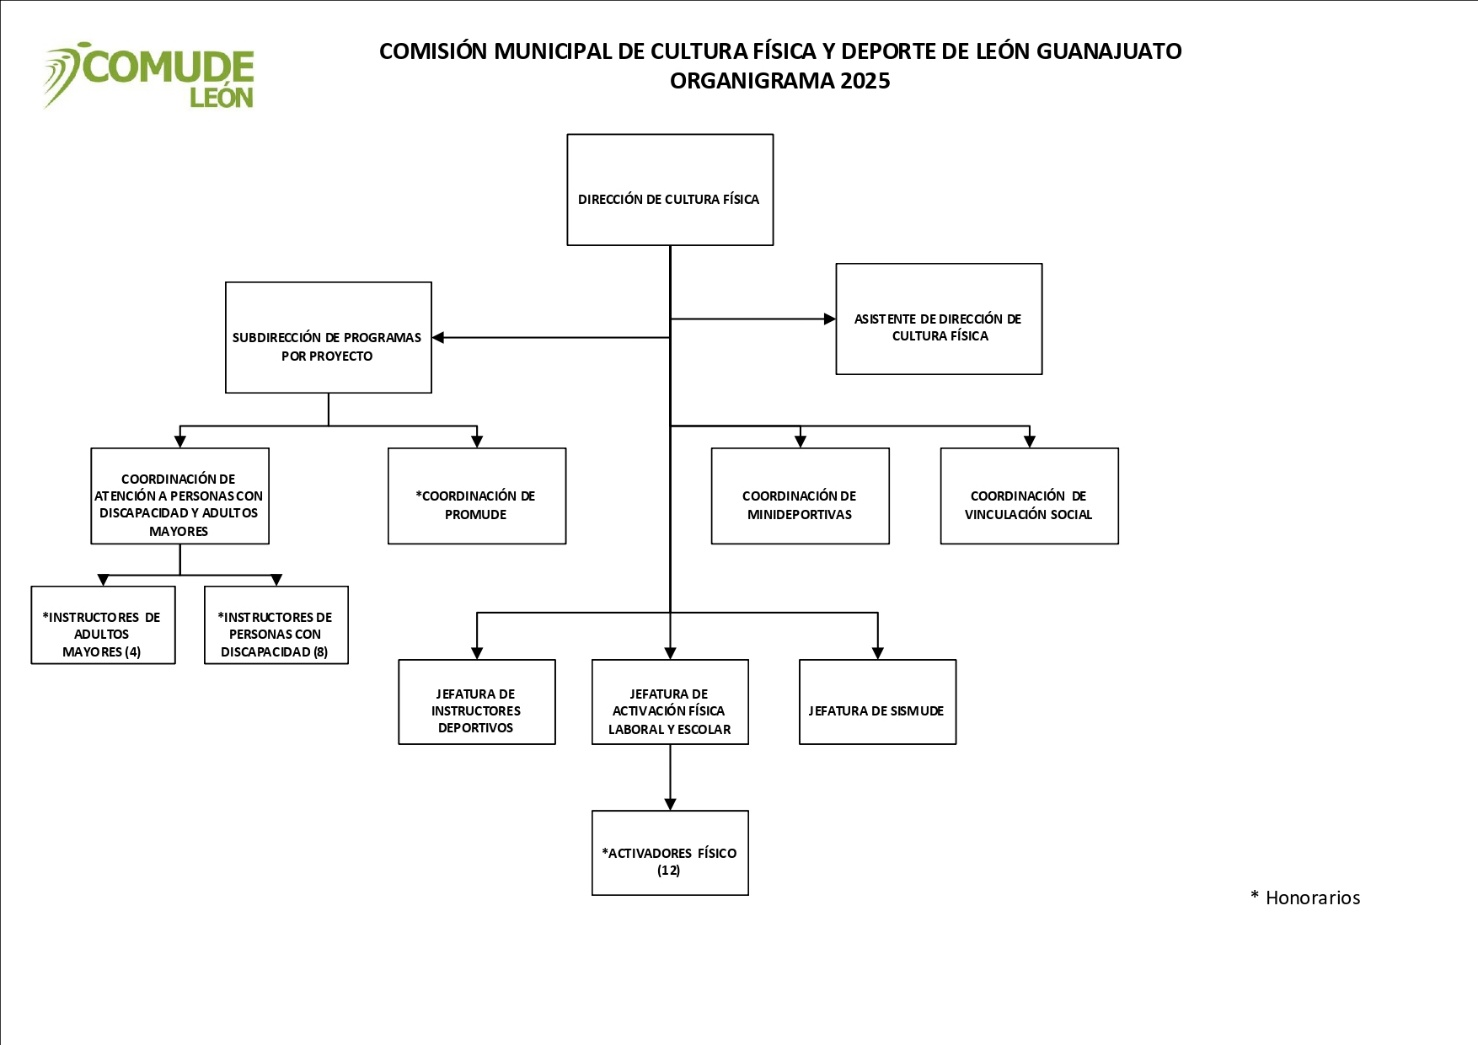 COMUDE
LEÓN
COMISIÓN MUNICIPAL DE CULTURA FÍSICA Y DEPORTE DE LEÓN GUANAJUATO
ORGANIGRAMA 2025
DIRECCIÓN DE CULTURA FÍSICA
ASISTENTE DE DIRECCIÓN DE
CULTURA FÍSICA
SUBDIRECCIÓN DE PROGRAMAS
POR PROYECTO
COORDINACIÓN DE
ATENCIÓN A PERSONAS CON
DISCAPACIDAD Y ADULTOS
MAYORES
*COORDINACIÓN DE
PROMUDE
COORDINACIÓN DE
MINIDEPORTIVAS
COORDINACIÓN DE
VINCULACIÓN SOCIAL
*INSTRUCTORES DE
ADULTOS
MAYORES (4)
*INSTRUCTORES DE
PERSONAS CON
DISCAPACIDAD (8)
JEFATURA DE
INSTRUCTORES
DEPORTIVOS
JEFATURA DE
ACTIVACIÓN FÍSICA
LABORAL Y ESCOLAR
JEFATURA DE SISMUDE
*ACTIVADORES FÍSICO
(12)
* Honorarios